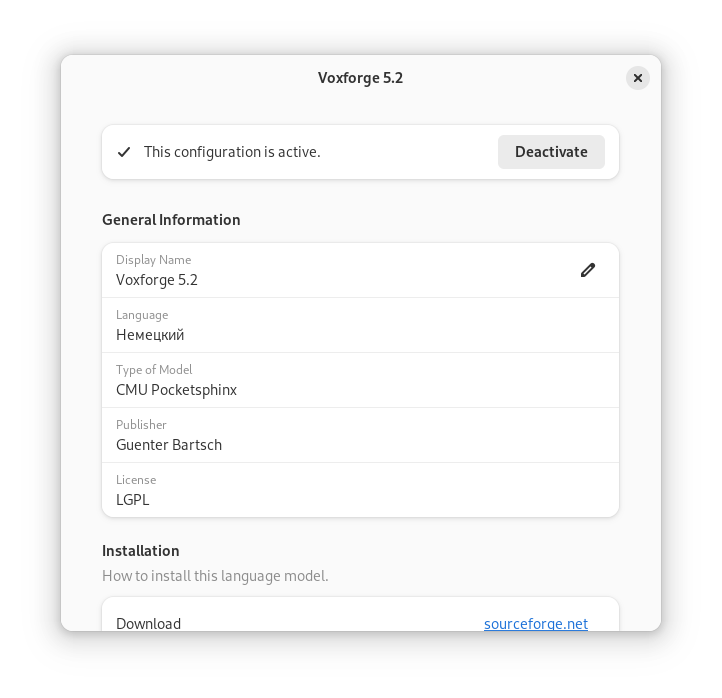 Voxforge 5.2
This configuration is active.
Deactivate
General Information
Display Name
Voxforge 5.2
Language
Немецкий
Type of Model
CMU Pocketsphinx
Publisher
Guenter Bartsch
License
LGPL
Installation
How to install this language model.
Download
sourceforge.net